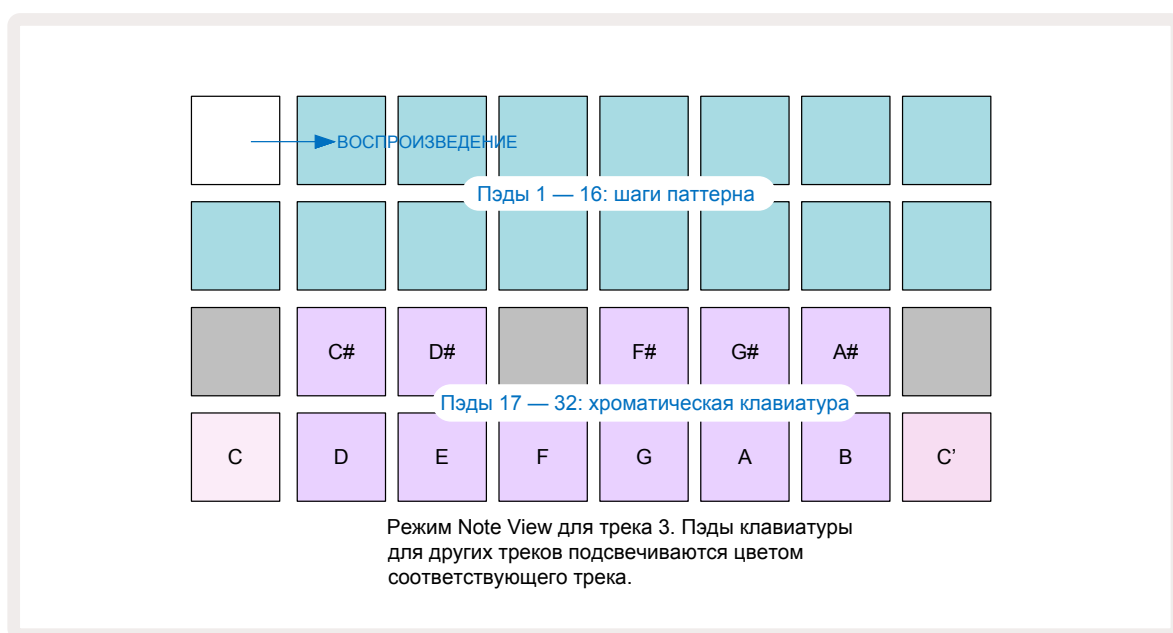 ВОСПРОИЗВЕДЕНИЕ
Пэды 1 — 16: шаги паттерна
C# D# F# G# A#
Пэды 17 — 32: хроматическая клавиатура
C D E F G A B C’
Режим Note View для трека 3. Пэды клавиатуры
для других треков подсвечиваются цветом
соответствующего трека.